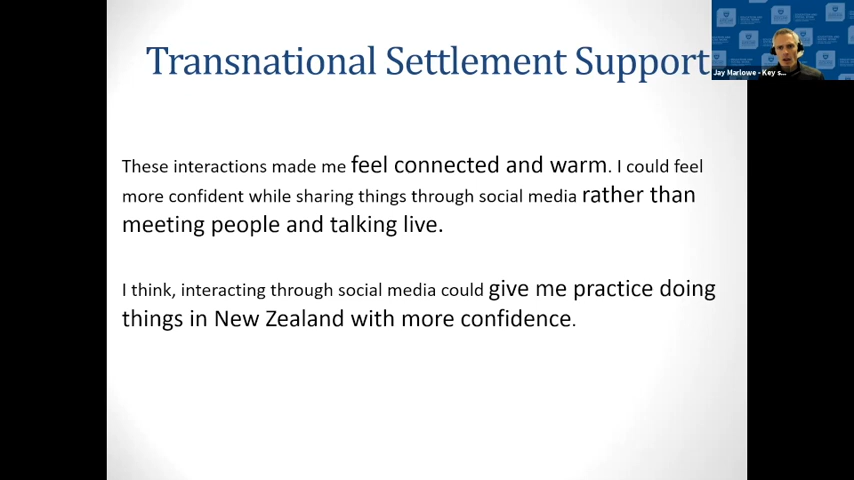 Transnational Settlement Support
Jay Marlowe - Key s...
These interactions made me feel connected and warm. I could feel
more confident while sharing things through social media rather than
meeting people and talking live.
I think, interacting through social media could give me practice doing
things in New Zealand with more confidence.